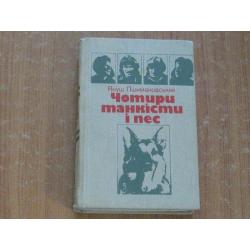 Януш Пшимановський
Чотири
танкісти
і пес